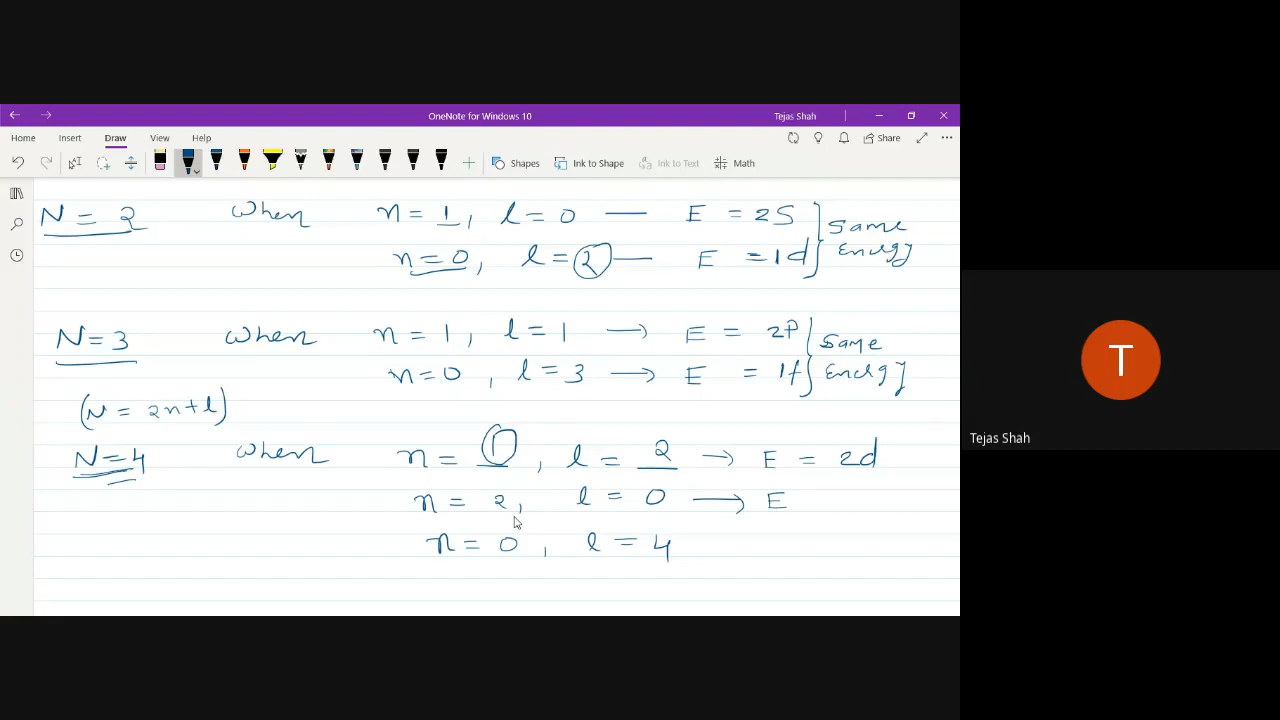 OneNote for Windows 10
Tejas Shah
Home Insert Draw View Help
Share
Shapes Ink to Shape Ink to Text Math
N = 2 When n = 1, l = 0 — E = 2S
n = 0, l = 2 — E = 1d
Same Energy
N = 3 When n = 1, l = 1 → E = 2P
n = 0, l = 3 → E = 1f
Same Energy
(N = 2n + l)
N = 4 When n = 1, l = 2 → E = 2d
n = 2, l = 0 → E
n = 0, l = 4
T
Tejas Shah